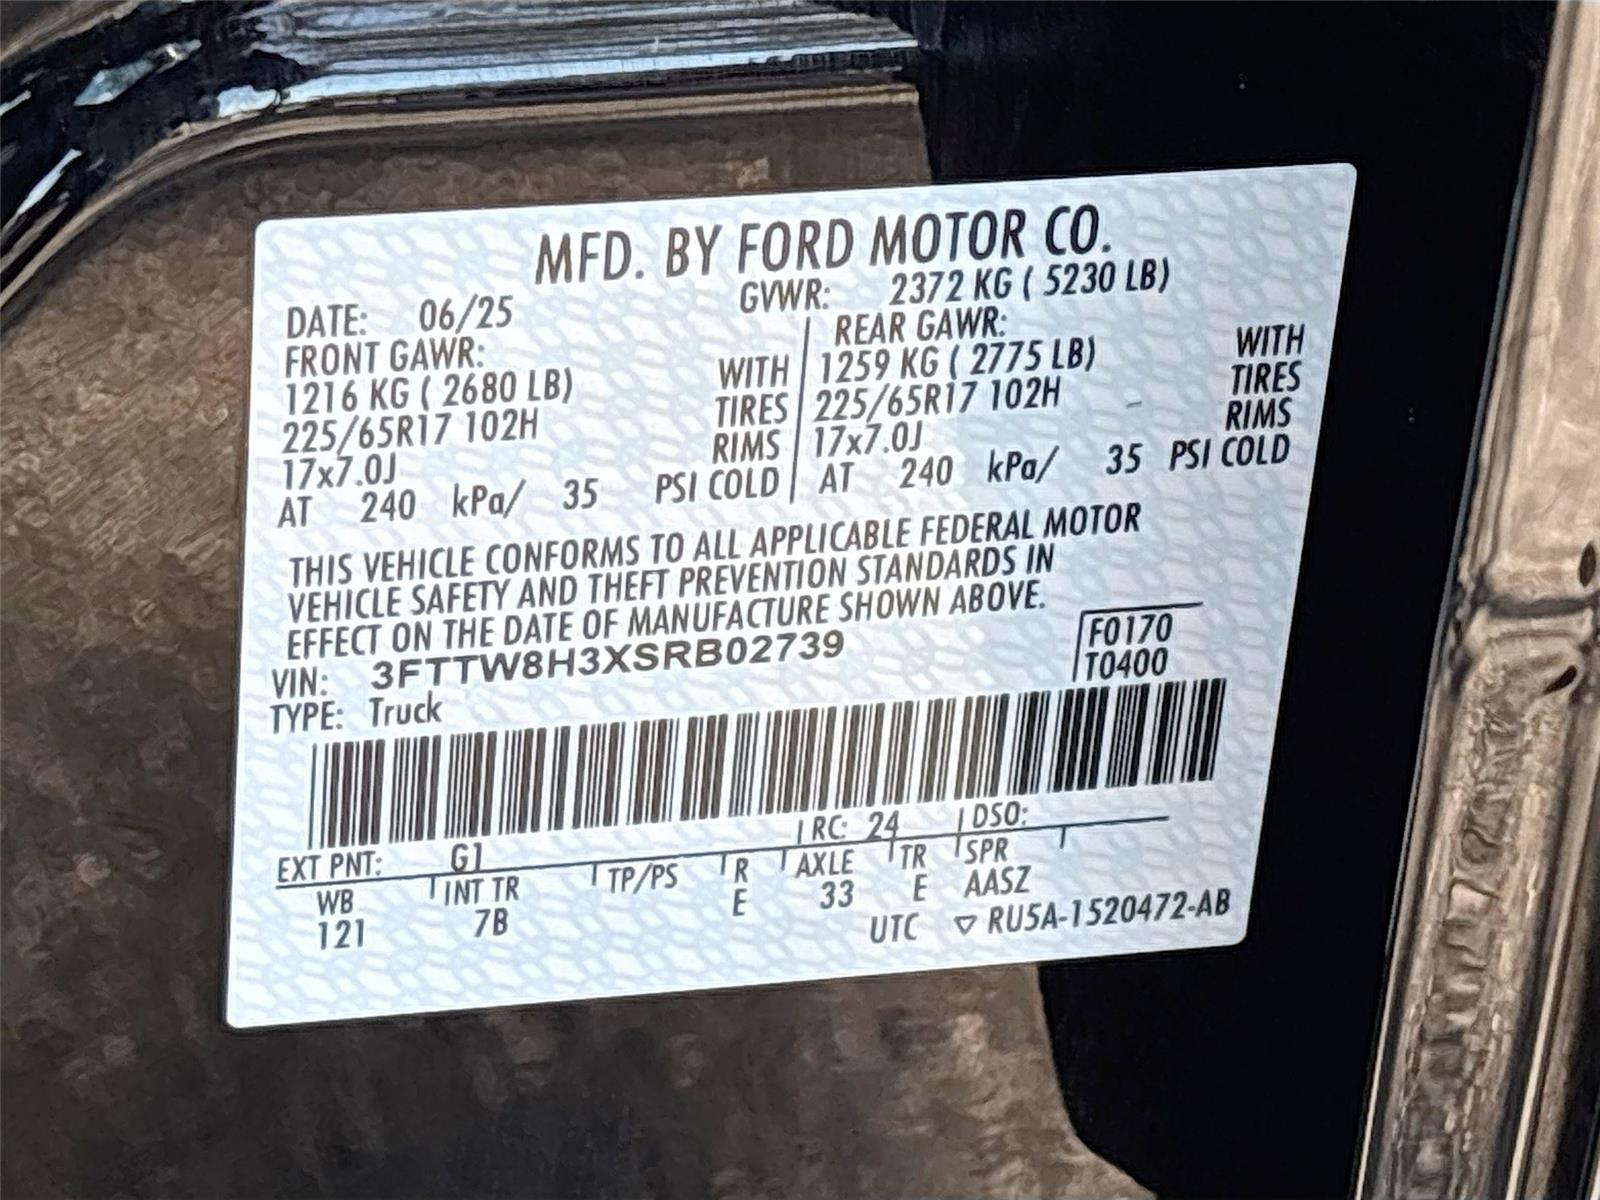 MFD. BY FORD MOTOR CO.
DATE: 06/25 GVWR: 2372 KG ( 5230 LB)
FRONT GAWR: REAR GAWR:
1216 KG ( 2680 LB) WITH 1259 KG ( 2775 LB) WITH
225/65R17 102H TIRES 225/65R17 102H TIRES
17x7.0J RIMS 17x7.0J RIMS
AT 240 kPa/ 35 PSI COLD AT 240 kPa/ 35 PSI COLD
THIS VEHICLE CONFORMS TO ALL APPLICABLE FEDERAL MOTOR
VEHICLE SAFETY AND THEFT PREVENTION STANDARDS IN
EFFECT ON THE DATE OF MANUFACTURE SHOWN ABOVE.
VIN: 3FTTW8H3XSRB02739 F0170
TYPE: Truck T0400
EXT PNT: G1 RC: 24 DSO:
WB INT TR TP/PS R AXLE TR SPR
121 7B E 33 E AASZ
UTC ▽ RU5A-1520472-AB